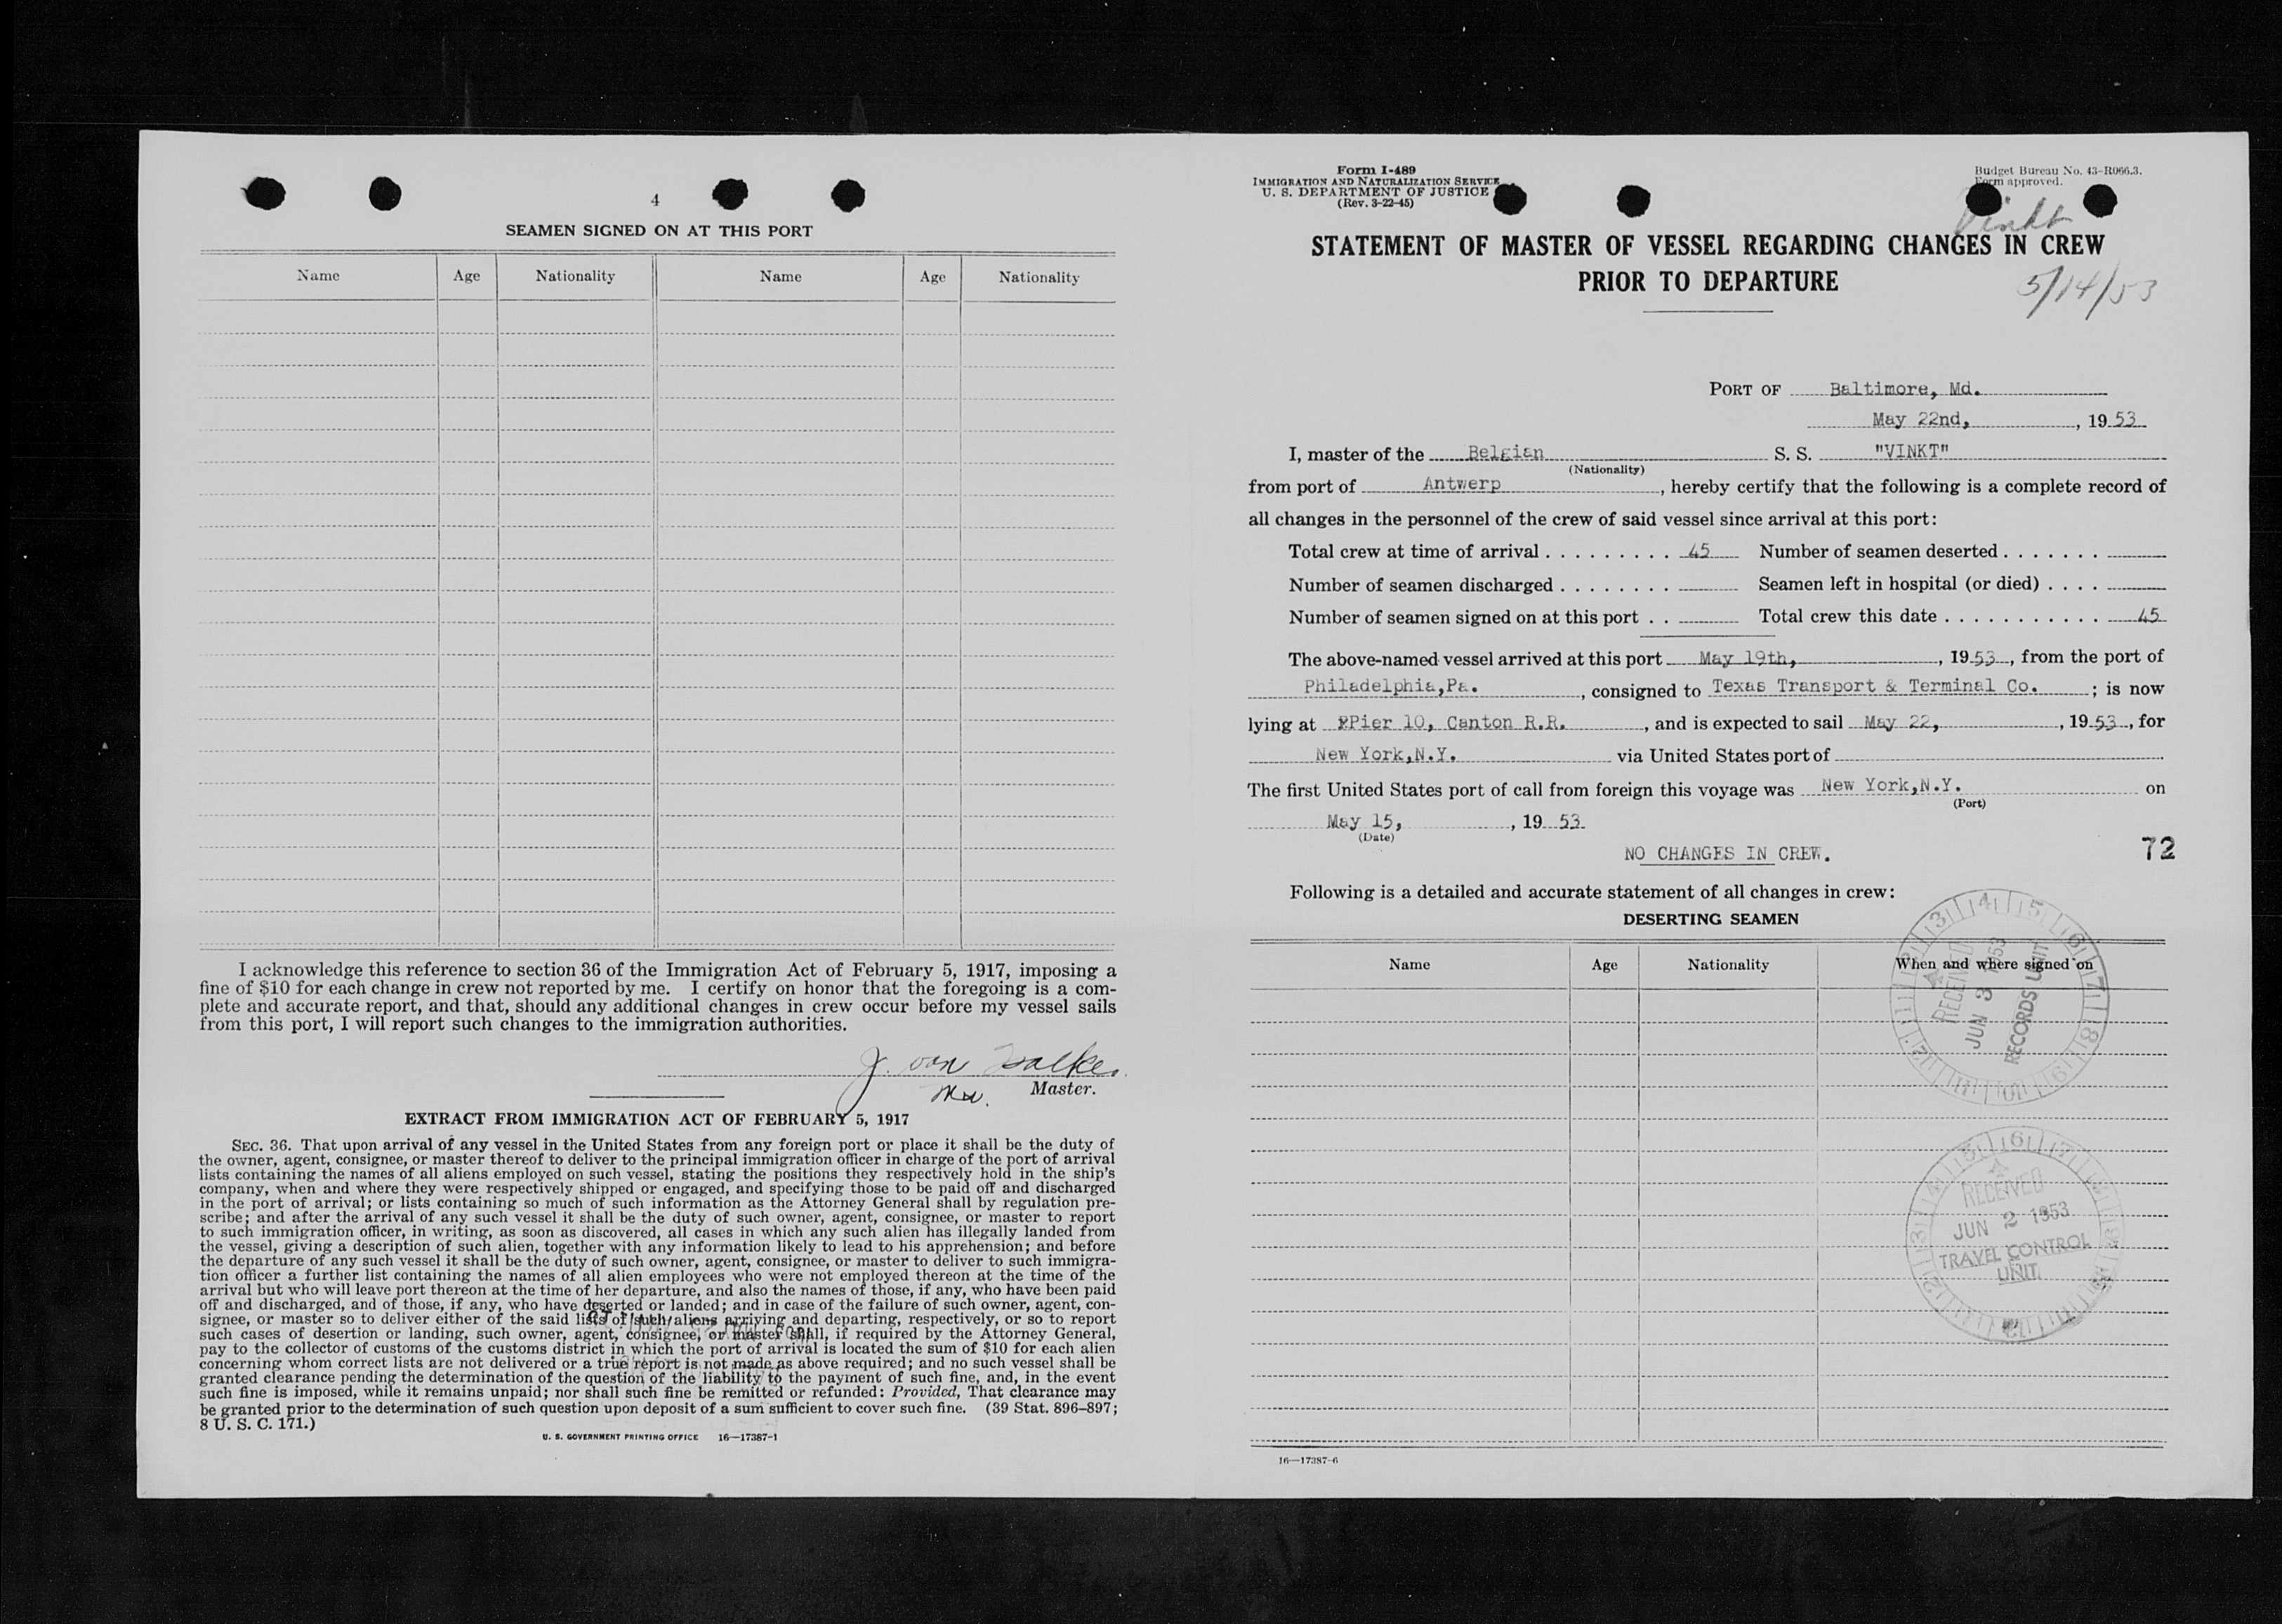 4
SEAMEN SIGNED ON AT THIS PORT
Name Age Nationality Name Age Nationality
I acknowledge this reference to section 36 of the Immigration Act of February 5, 1917, imposing a
fine of $10 for each change in crew not reported by me. I certify on honor that the foregoing is a com-
plete and accurate report, and that, should any additional changes in crew occur before my vessel sails
from this port, I will report such changes to the immigration authorities.
J. van
Master.
EXTRACT FROM IMMIGRATION ACT OF FEBRUARY 5, 1917
SEC. 36. That upon arrival of any vessel in the United States from any foreign port or place it shall be the duty of
the owner, agent, consignee, or master thereof to deliver to the principal immigration officer in charge of the port of arrival
lists containing the names of all aliens employed on such vessel, stating the positions they respectively hold in the ship's
company, when and where they were respectively shipped or engaged, and specifying those to be paid off and discharged
in the port of arrival; or lists containing so much of such information as the Attorney General shall by regulation pre-
scribe; and after the arrival of any such vessel it shall be the duty of such owner, agent, consignee, or master to report
to such immigration officer, in writing, as soon as discovered, all cases in which any such alien has illegally landed from
the vessel, giving a description of such alien, together with any information likely to lead to his apprehension; and before
the departure of any such vessel it shall be the duty of such owner, agent, consignee, or master to deliver to such immigra-
tion officer a further list containing the names of all alien employees who were not employed thereon at the time of the
arrival but who will leave port thereon at the time of her departure, and also the names of those, if any, who have been paid
off and discharged, and of those, if any, who have deserted or landed; and in case of the failure of such owner, agent, con-
signee, or master so to deliver either of the said lists of such aliens arriving and departing, respectively, or so to report
such cases of desertion or landing, such owner, agent, consignee, or master shall, if required by the Attorney General,
pay to the collector of customs of the customs district in which the port of arrival is located the sum of $10 for each alien
concerning whom correct lists are not delivered or a true report is not made as above required; and no such vessel shall be
granted clearance pending the determination of the question of the liability to the payment of such fine, and, in the event
such fine is imposed, while it remains unpaid; nor shall such fine be remitted or refunded: Provided, That clearance may
be granted prior to the determination of such question upon deposit of a sum sufficient to cover such fine. (39 Stat. 896–897;
8 U. S. C. 171.)
U. S. GOVERNMENT PRINTING OFFICE 16—17387-1
Form I-489
IMMIGRATION AND NATURALIZATION SERVICE
U. S. DEPARTMENT OF JUSTICE
(Rev. 3-22-45)
Budget Bureau No. 43-R066.3.
Form approved.
Vinkt
STATEMENT OF MASTER OF VESSEL REGARDING CHANGES IN CREW
PRIOR TO DEPARTURE
5/14/53
PORT OF Baltimore, Md.
May 22nd, , 19 53
I, master of the Belgian S. S. "VINKT"
(Nationality)
from port of Antwerp , hereby certify that the following is a complete record of
all changes in the personnel of the crew of said vessel since arrival at this port:
Total crew at time of arrival . . . . . . . . . 45 Number of seamen deserted . . . . . . .
Number of seamen discharged . . . . . . . . Seamen left in hospital (or died) . . . .
Number of seamen signed on at this port . . Total crew this date . . . . . . . . . . . 45
The above-named vessel arrived at this port May 19th, , 19 53 , from the port of
Philadelphia,Pa. , consigned to Texas Transport & Terminal Co. ; is now
lying at PPier 10, Canton R.R. , and is expected to sail May 22, , 19 53 , for
New York,N.Y. via United States port of
The first United States port of call from foreign this voyage was New York,N.Y. on
(Port)
May 15, , 19 53
(Date)
NO CHANGES IN CREW.
72
Following is a detailed and accurate statement of all changes in crew:
DESERTING SEAMEN
Name Age Nationality When and where signed on
RECEIVED
JUN 3 1953
RECORDS UNIT
RECEIVED
JUN 2 1953
TRAVEL CONTROL
UNIT
16—17387-6